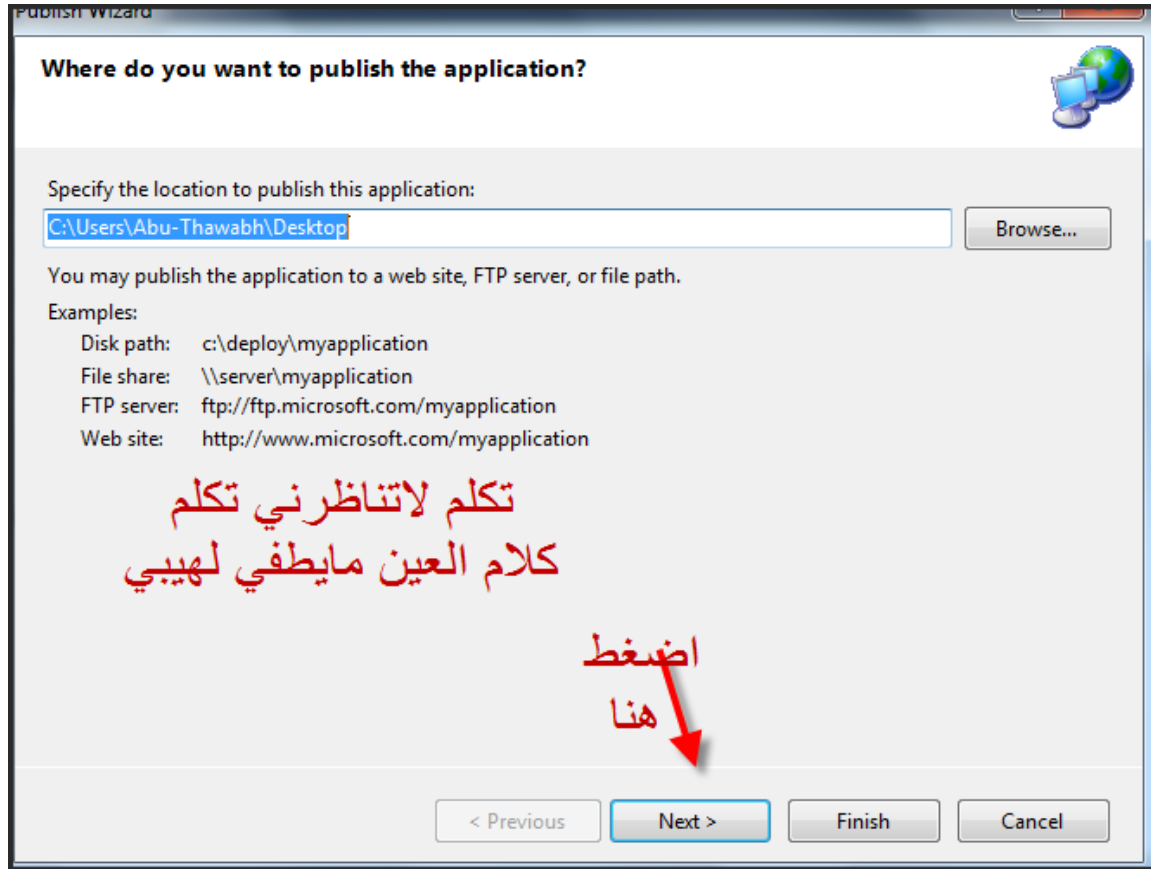 Publish Wizard
Where do you want to publish the application?
Specify the location to publish this application:
C:\Users\Abu-Thawabh\Desktop
Browse...
You may publish the application to a web site, FTP server, or file path.
Examples:
Disk path: c:\deploy\myapplication
File share: \\server\myapplication
FTP server: ftp://ftp.microsoft.com/myapplication
Web site: http://www.microsoft.com/myapplication
تكلم لاتناظرني تكلم
كلام العين مايطفي لهيبي
اضغط
هنا
< Previous Next > Finish Cancel